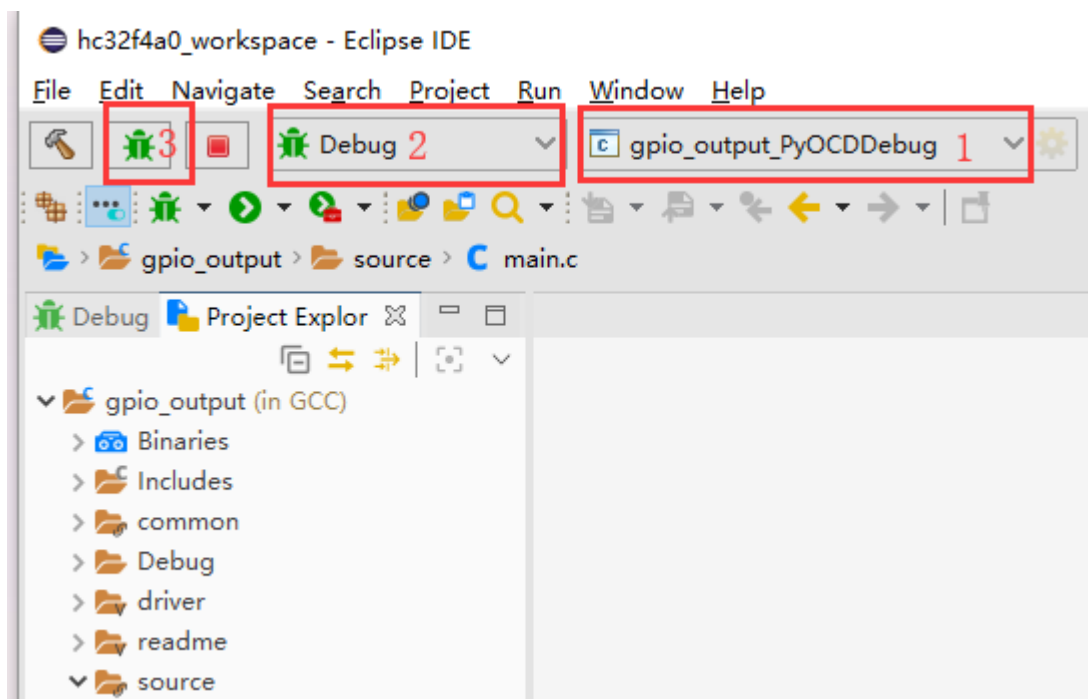 hc32f4a0_workspace - Eclipse IDE
File Edit Navigate Search Project Run Window Help
3 Debug 2 gpio_output_PyOCDDebug 1
gpio_output > source > C main.c
Debug Project Explor
gpio_output (in GCC)
Binaries
Includes
common
Debug
driver
readme
source